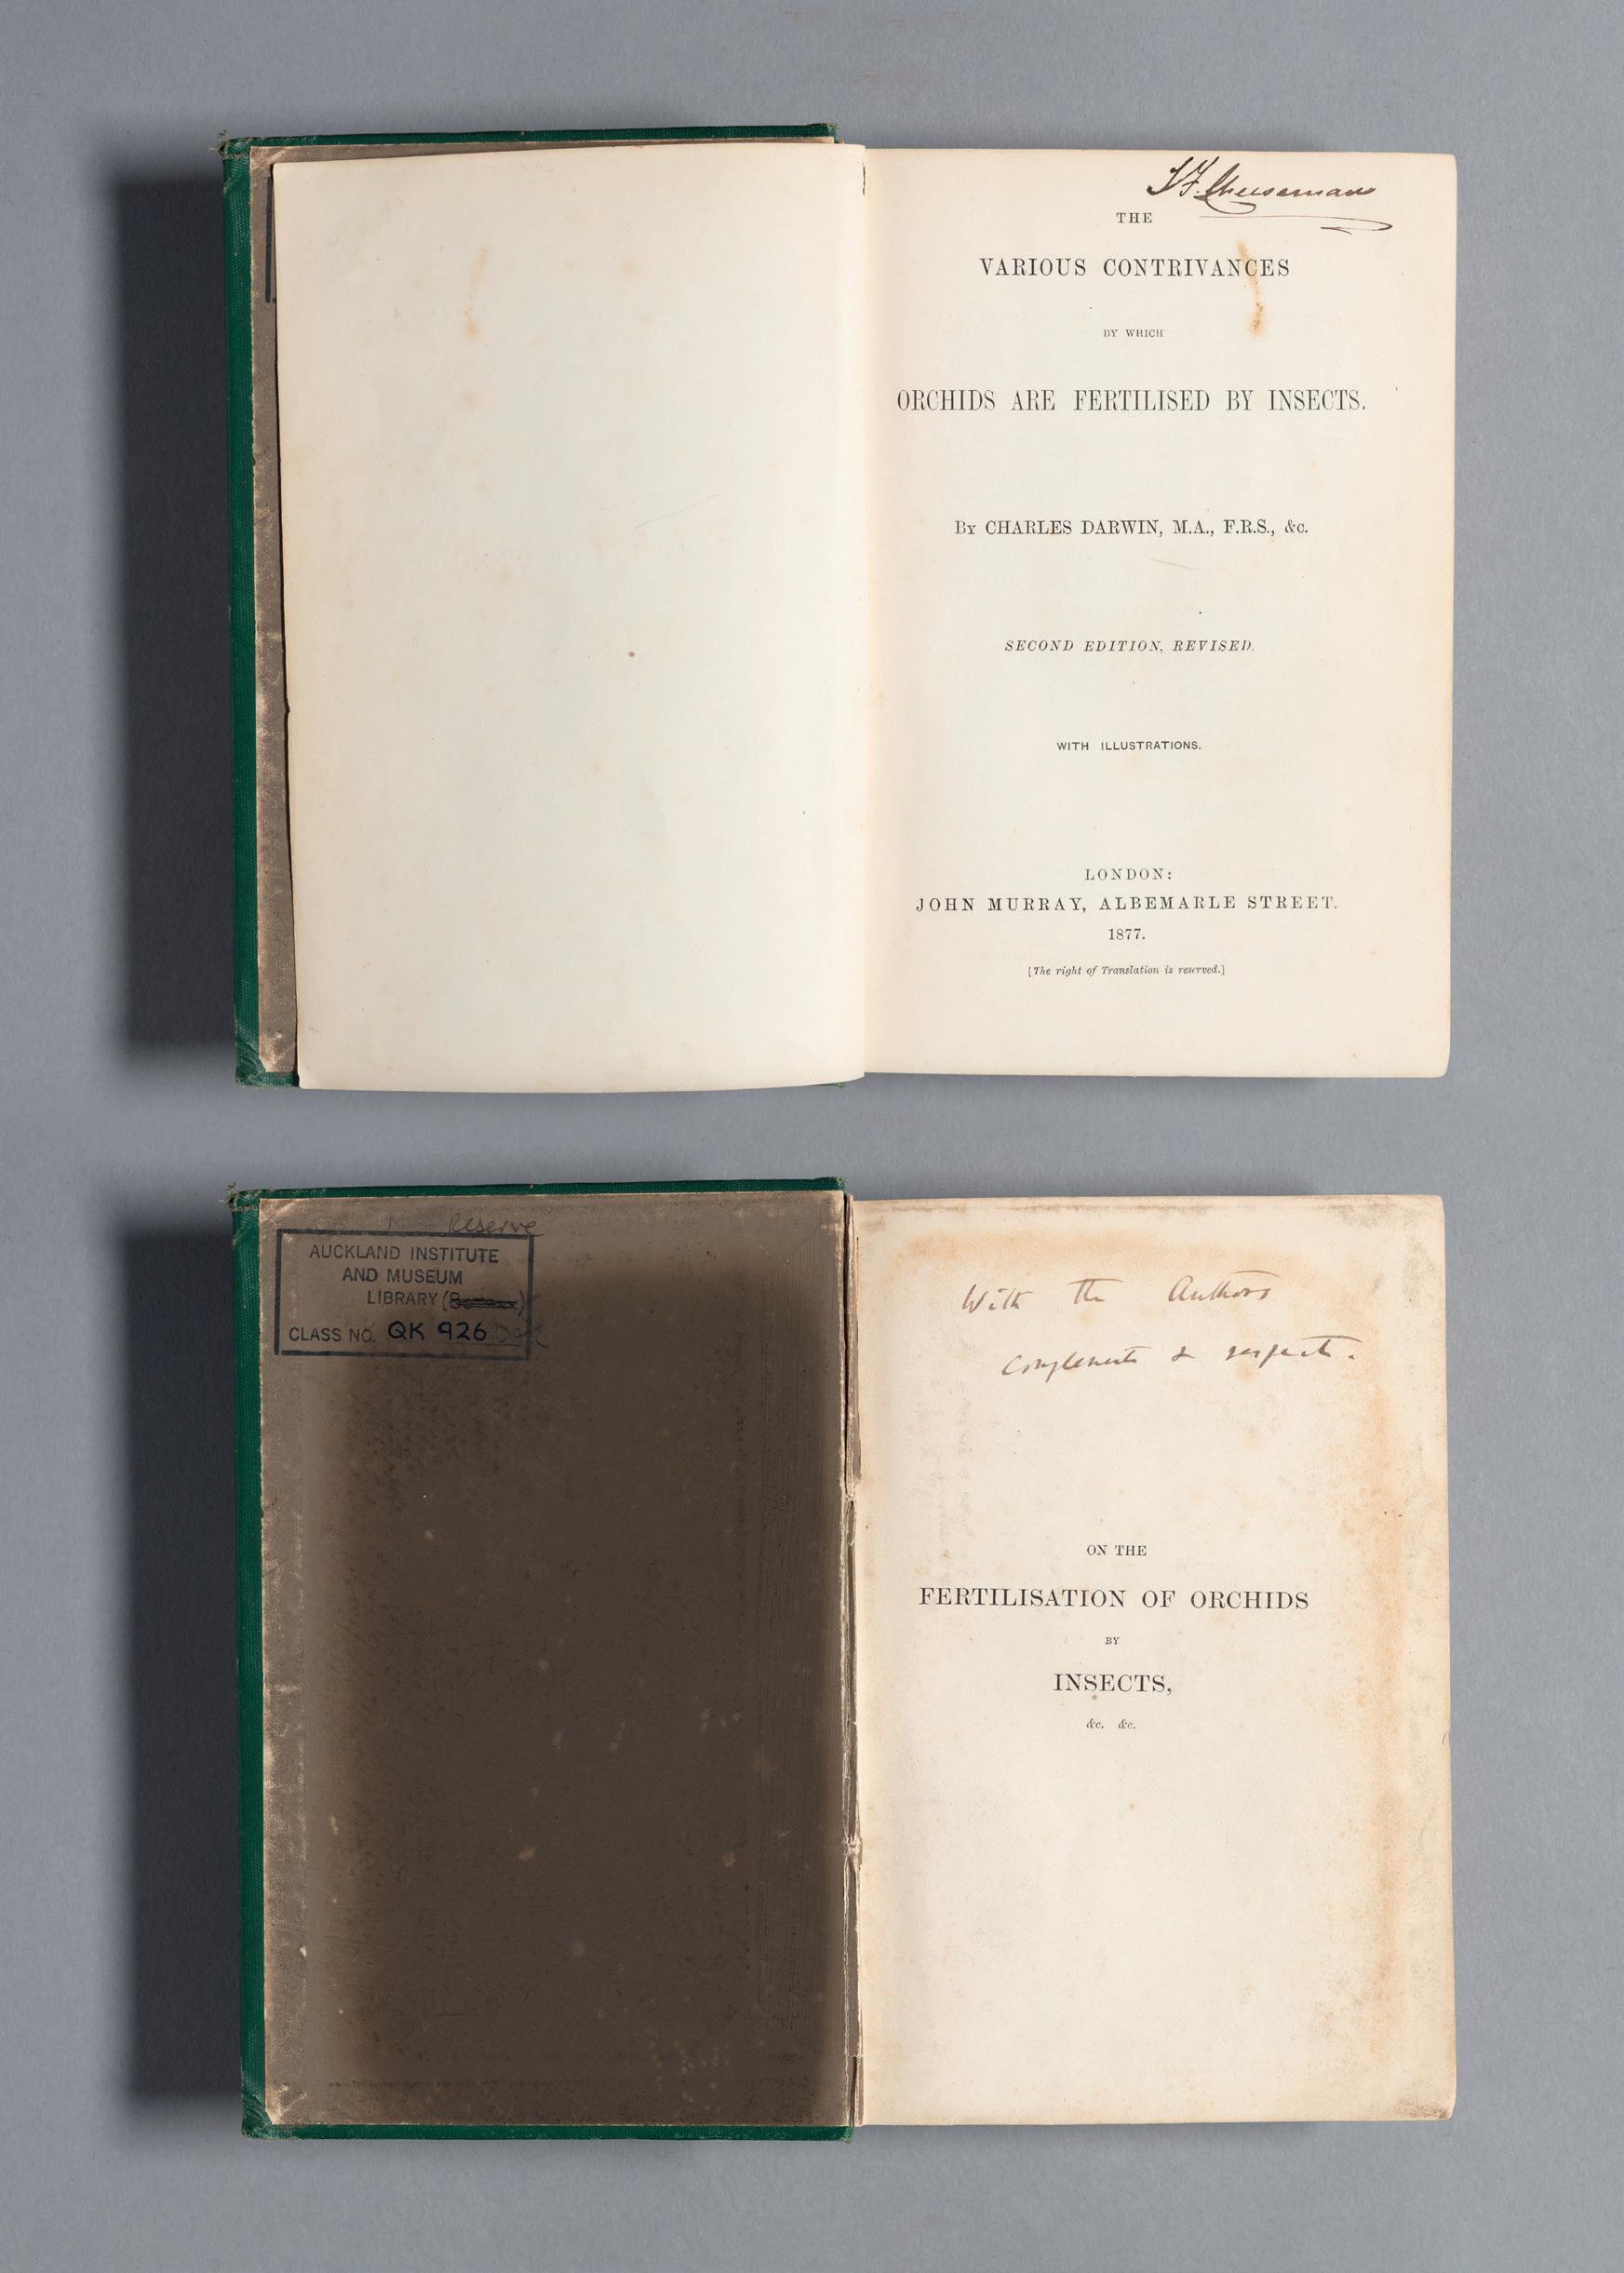 T F Cheeseman
THE
VARIOUS CONTRIVANCES
BY WHICH
ORCHIDS ARE FERTILISED BY INSECTS.
By CHARLES DARWIN, M.A., F.R.S., &c.
SECOND EDITION, REVISED.
WITH ILLUSTRATIONS.
LONDON:
JOHN MURRAY, ALBEMARLE STREET.
1877.
[The right of Translation is reserved.]
Reserve
AUCKLAND INSTITUTE
AND MUSEUM
LIBRARY
CLASS NO. QK 926
With the Authors
compliments & respects.
ON THE
FERTILISATION OF ORCHIDS
BY
INSECTS,
&c. &c.